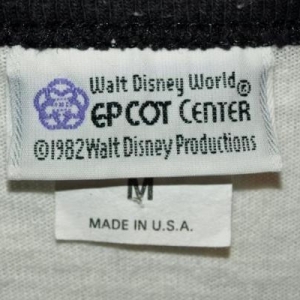 Walt Disney World®
EPCOT CENTER
©1982 Walt Disney Productions
M
MADE IN U.S.A.